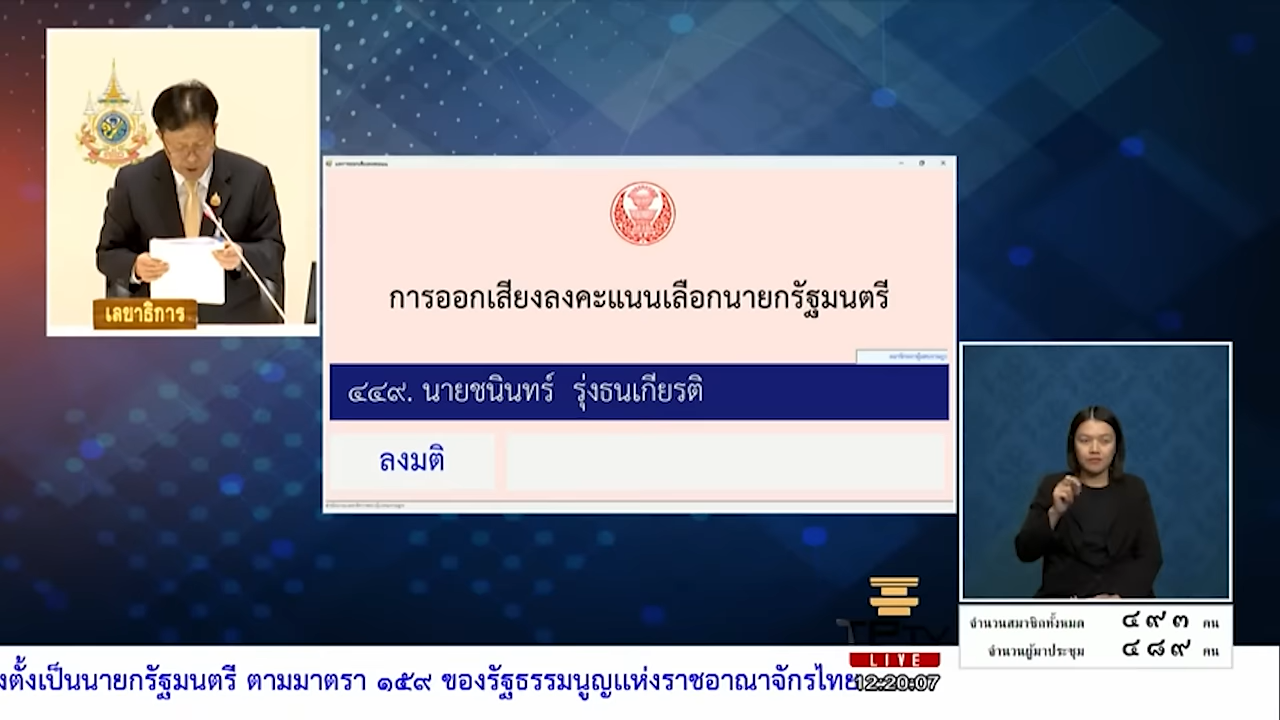 เลขาธิการ
การออกเสียงลงคะแนนเลือกนายกรัฐมนตรี
๔๔๙. นายชนินทร์ รุ่งธนเกียรติ
ลงมติ
จำนวนสมาชิกทั้งหมด ๔๙๓ คน
จำนวนผู้มาประชุม ๔๘๙ คน
TPTV
LIVE
12:20:07
งตั้งเป็นนายกรัฐมนตรี ตามมาตรา ๑๕๙ ของรัฐธรรมนูญแห่งราชอาณาจักรไทย